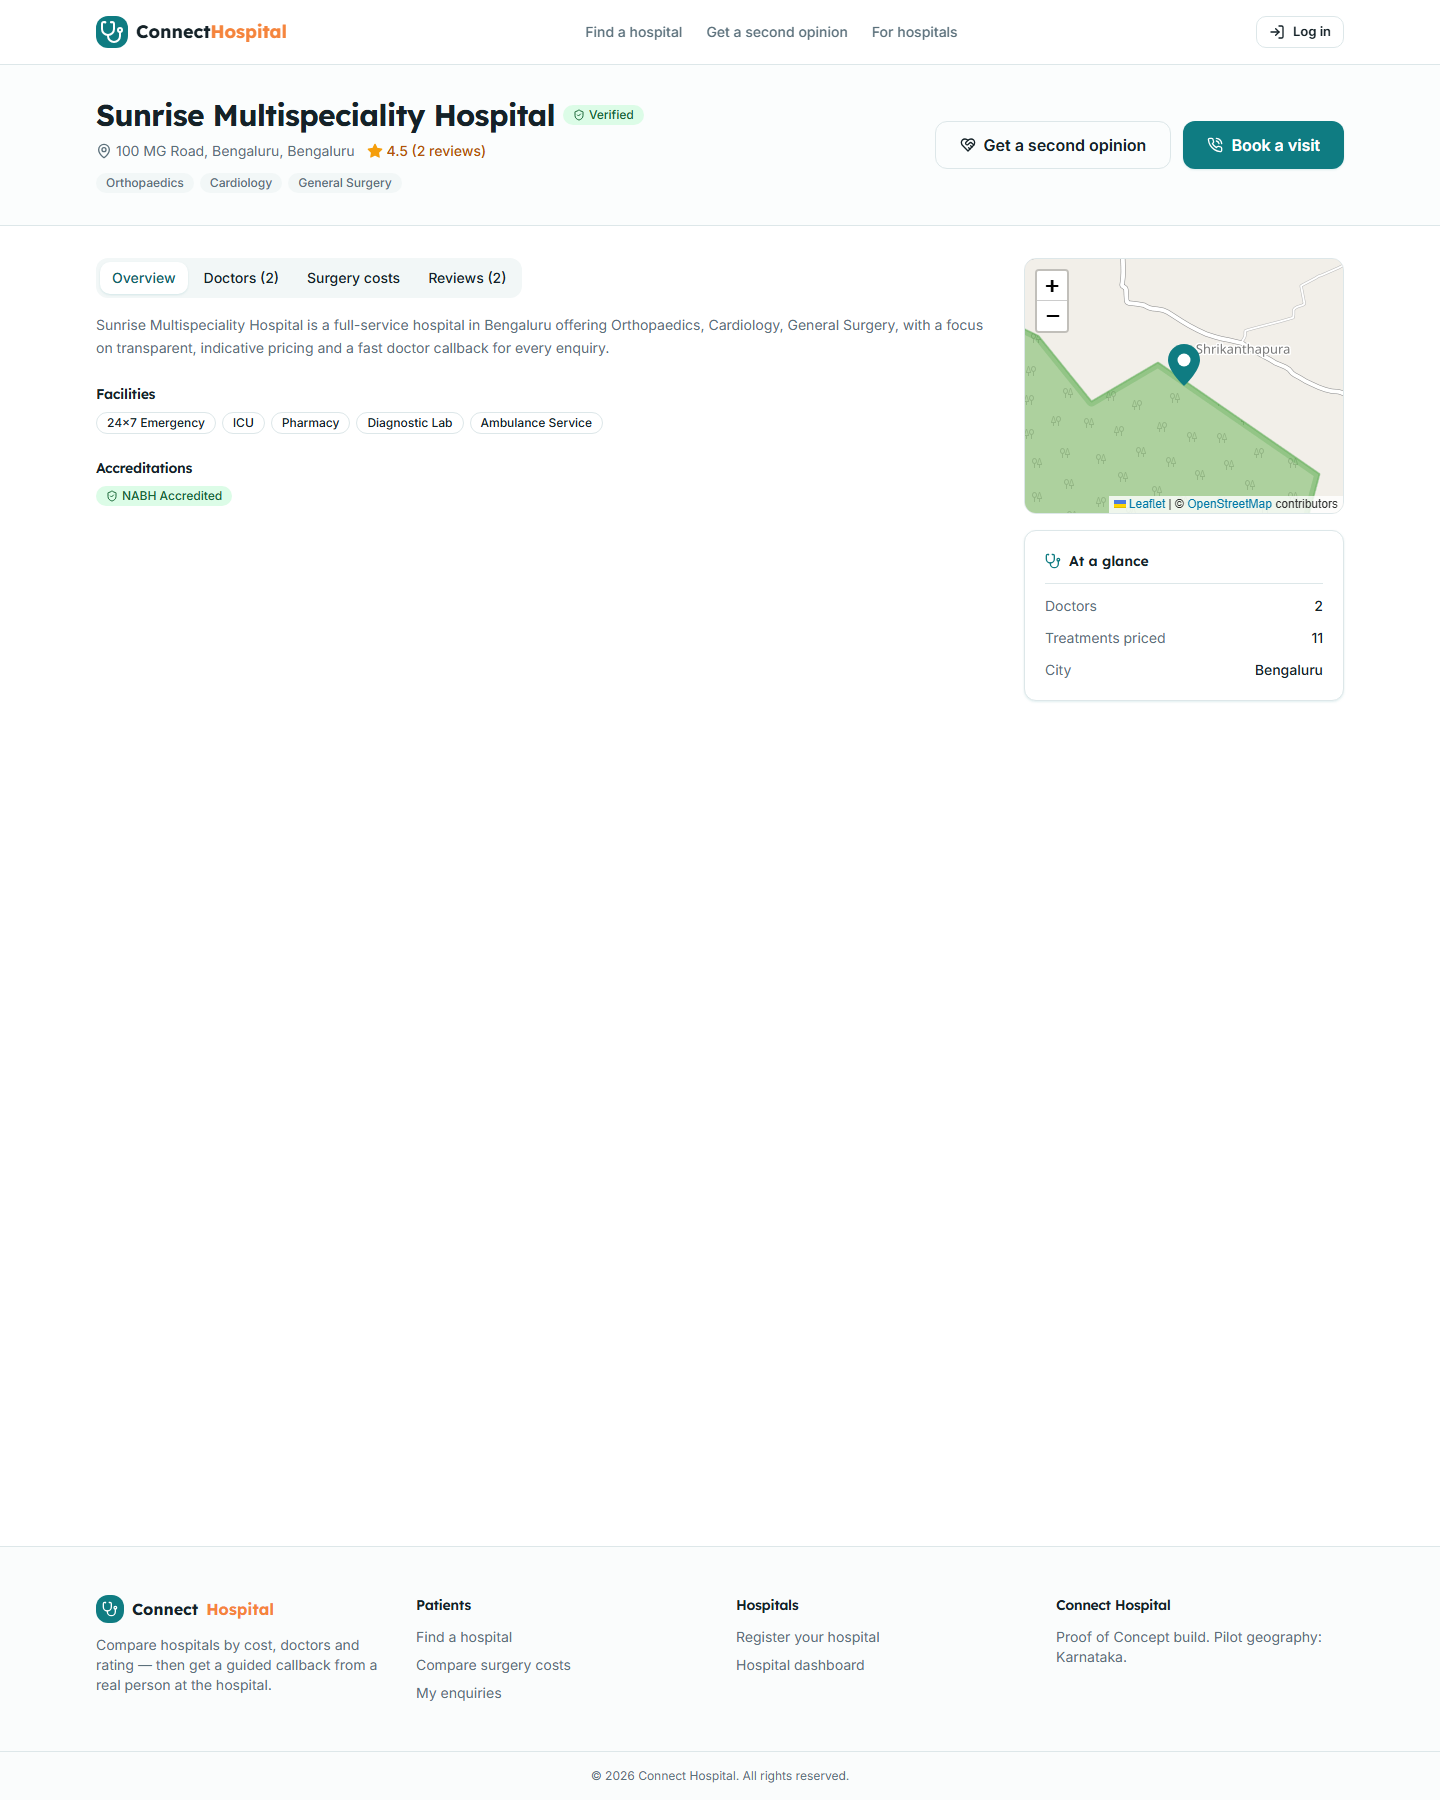 ConnectHospital
Find a hospital
Get a second opinion
For hospitals
Log in
Sunrise Multispeciality Hospital
Verified
100 MG Road, Bengaluru, Bengaluru
4.5 (2 reviews)
Orthopaedics
Cardiology
General Surgery
Get a second opinion
Book a visit
Overview
Doctors (2)
Surgery costs
Reviews (2)
Sunrise Multispeciality Hospital is a full-service hospital in Bengaluru offering Orthopaedics, Cardiology, General Surgery, with a focus
on transparent, indicative pricing and a fast doctor callback for every enquiry.
Facilities
24×7 Emergency
ICU
Pharmacy
Diagnostic Lab
Ambulance Service
Accreditations
NABH Accredited
+
−
Shrikanthapura
Leaflet | © OpenStreetMap contributors
At a glance
Doctors 2
Treatments priced 11
City Bengaluru
Connect Hospital
Compare hospitals by cost, doctors and
rating — then get a guided callback from a
real person at the hospital.
Patients
Find a hospital
Compare surgery costs
My enquiries
Hospitals
Register your hospital
Hospital dashboard
Connect Hospital
Proof of Concept build. Pilot geography:
Karnataka.
© 2026 Connect Hospital. All rights reserved.